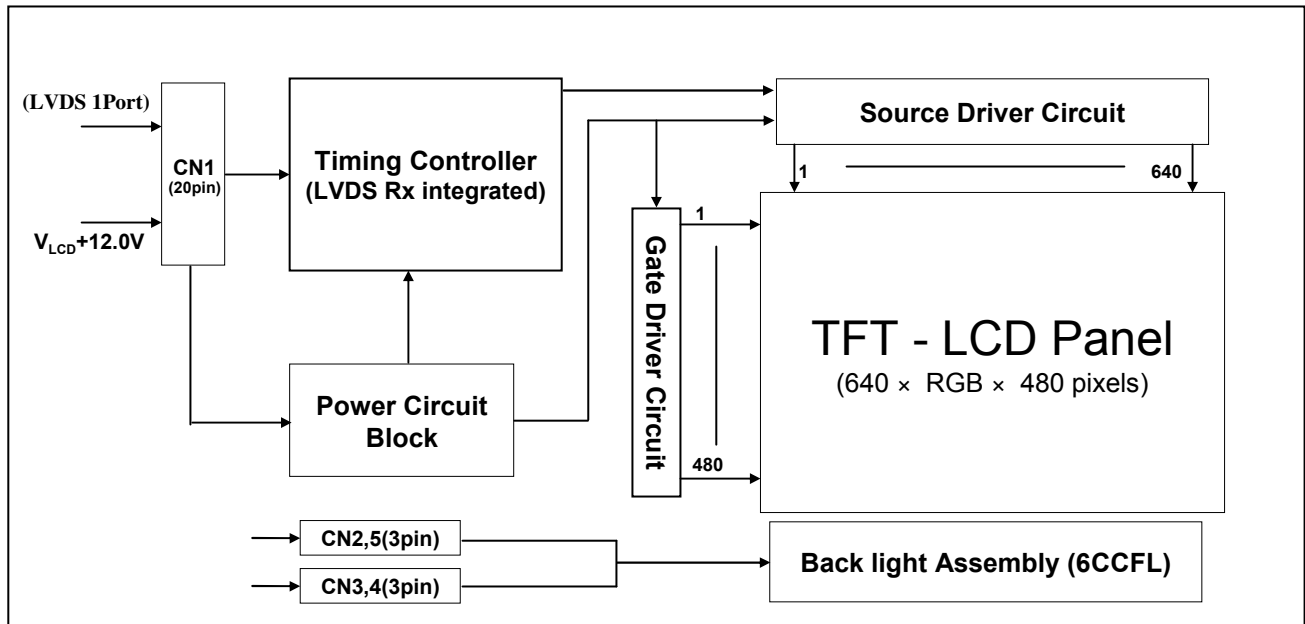 (LVDS 1Port)
CN1
(20pin)
V_LCD+12.0V
Timing Controller
(LVDS Rx integrated)
Power Circuit
Block
Source Driver Circuit
1
640
Gate Driver Circuit
1
480
TFT - LCD Panel
(640 × RGB × 480 pixels)
CN2,5(3pin)
CN3,4(3pin)
Back light Assembly (6CCFL)